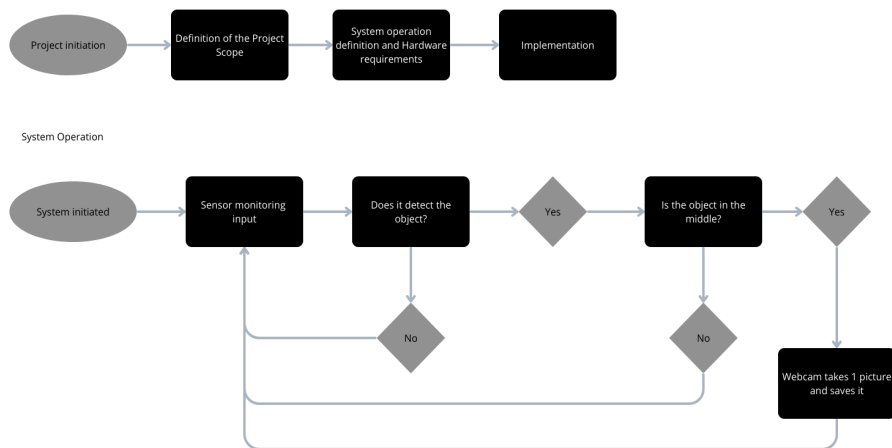 Project initiation
Definition of the Project
Scope
System operation
definition and Hardware
requirements
Implementation
System Operation
System initiated
Sensor monitoring
input
Does it detect the
object?
Yes
Is the object in the
middle?
Yes
No
No
Webcam takes 1 picture
and saves it